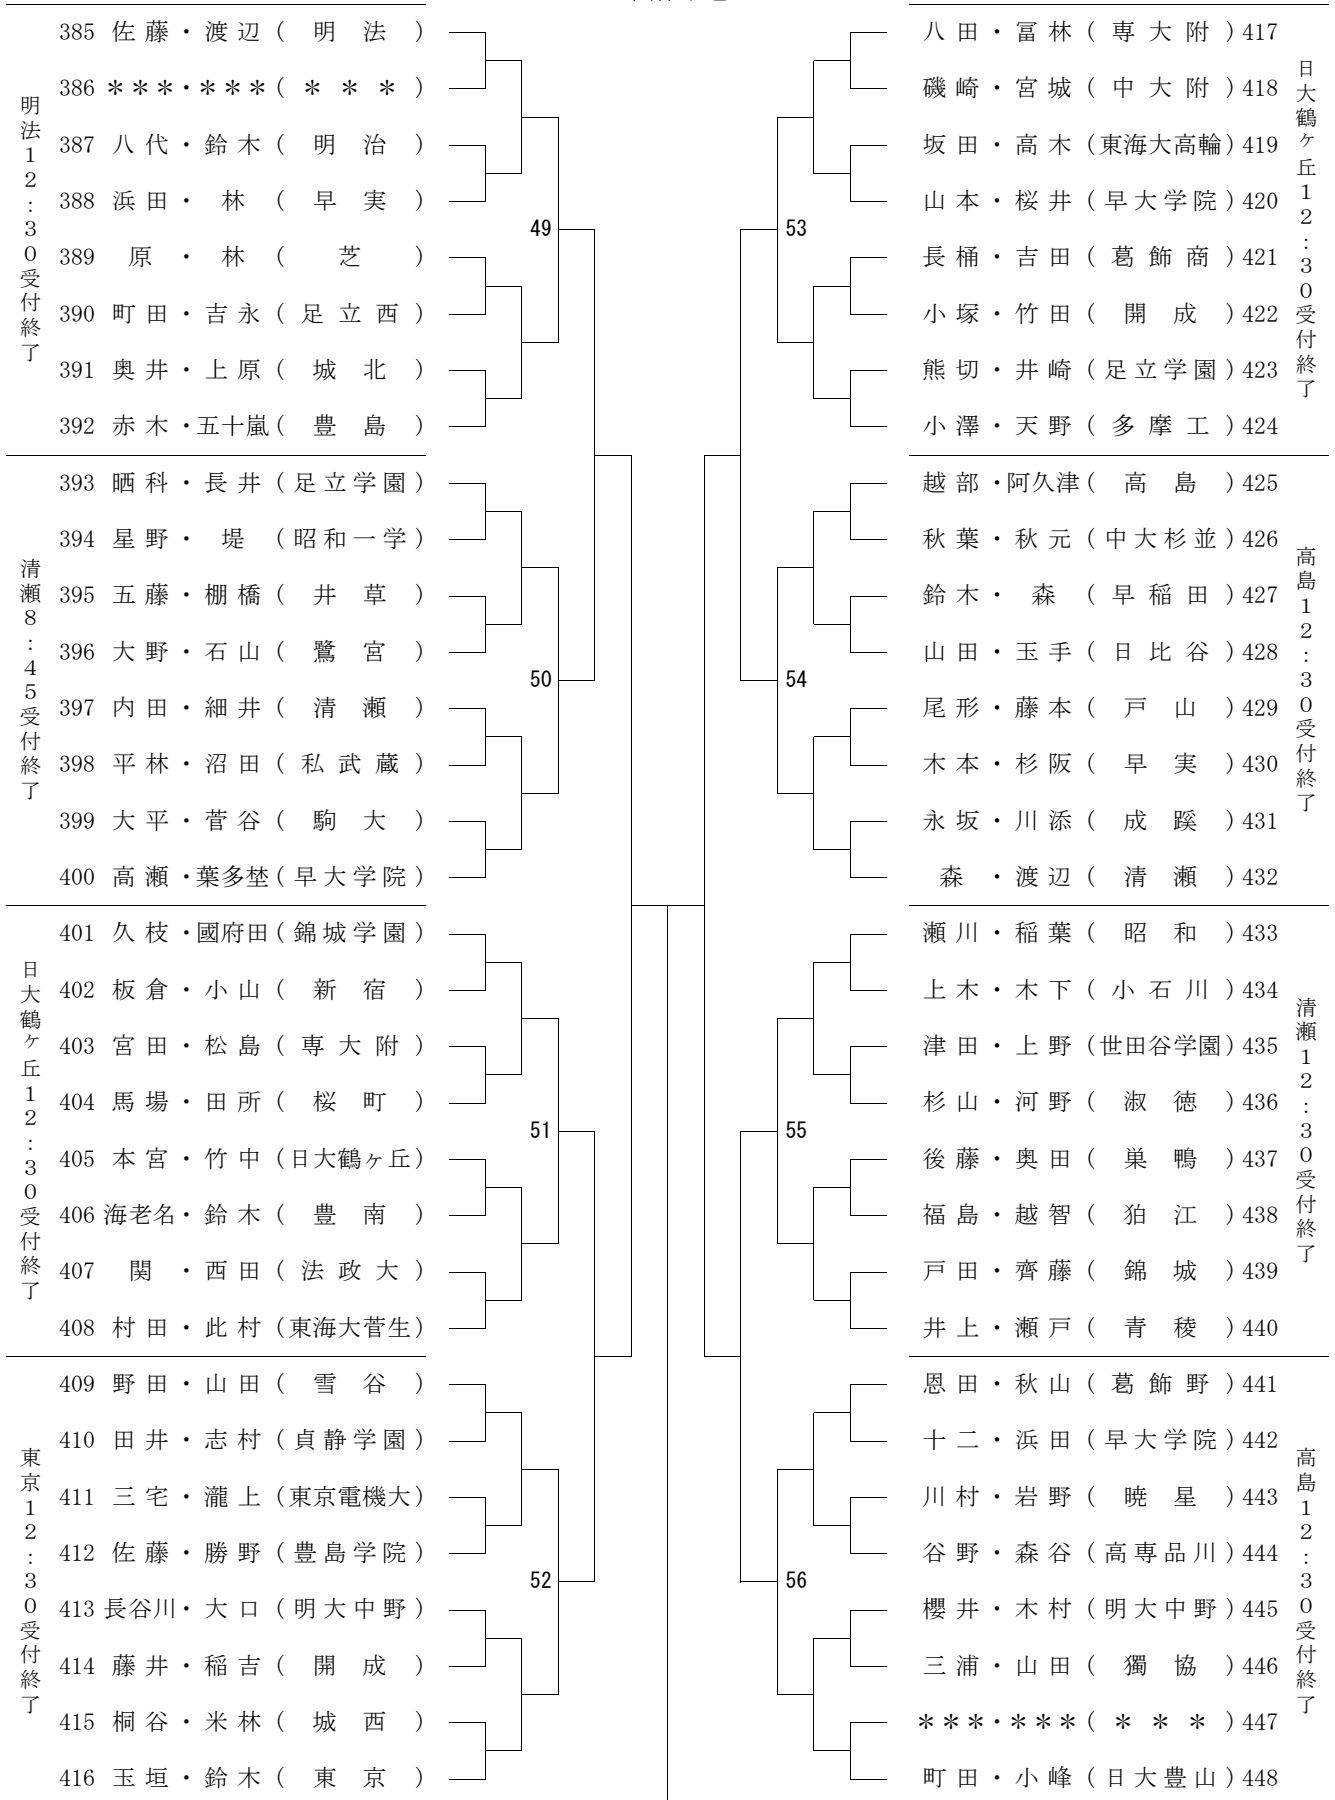 明法12:30受付終了
385 佐藤・渡辺(明法)
386 ＊＊＊・＊＊＊(＊＊＊)
387 八代・鈴木(明治)
388 浜田・林(早実)
49
389 原・林(芝)
390 町田・吉永(足立西)
391 奥井・上原(城北)
392 赤木・五十嵐(豊島)
清瀬8:45受付終了
393 晒科・長井(足立学園)
394 星野・堤(昭和一学)
395 五藤・棚橋(井草)
396 大野・石山(鷺宮)
50
397 内田・細井(清瀬)
398 平林・沼田(私武蔵)
399 大平・菅谷(駒大)
400 高瀬・葉多埜(早大学院)
日大鶴ヶ丘12:30受付終了
401 久枝・國府田(錦城学園)
402 板倉・小山(新宿)
403 宮田・松島(専大附)
404 馬場・田所(桜町)
51
405 本宮・竹中(日大鶴ヶ丘)
406 海老名・鈴木(豊南)
407 関・西田(法政大)
408 村田・此村(東海大菅生)
東京12:30受付終了
409 野田・山田(雪谷)
410 田井・志村(貞静学園)
411 三宅・瀧上(東京電機大)
412 佐藤・勝野(豊島学院)
52
413 長谷川・大口(明大中野)
414 藤井・稲吉(開成)
415 桐谷・米林(城西)
416 玉垣・鈴木(東京)
八田・冨林(専大附)417
磯崎・宮城(中大附)418
坂田・高木(東海大高輪)419
山本・桜井(早大学院)420
53
長桶・吉田(葛飾商)421
小塚・竹田(開成)422
熊切・井崎(足立学園)423
小澤・天野(多摩工)424
日大鶴ヶ丘12:30受付終了
越部・阿久津(高島)425
秋葉・秋元(中大杉並)426
鈴木・森(早稲田)427
山田・玉手(日比谷)428
54
尾形・藤本(戸山)429
木本・杉阪(早実)430
永坂・川添(成蹊)431
森・渡辺(清瀬)432
高島12:30受付終了
瀬川・稲葉(昭和)433
上木・木下(小石川)434
津田・上野(世田谷学園)435
杉山・河野(淑徳)436
55
後藤・奥田(巣鴨)437
福島・越智(狛江)438
戸田・齊藤(錦城)439
井上・瀬戸(青稜)440
清瀬12:30受付終了
恩田・秋山(葛飾野)441
十二・浜田(早大学院)442
川村・岩野(暁星)443
谷野・森谷(高専品川)444
56
櫻井・木村(明大中野)445
三浦・山田(獨協)446
＊＊＊・＊＊＊(＊＊＊)447
町田・小峰(日大豊山)448
高島12:30受付終了